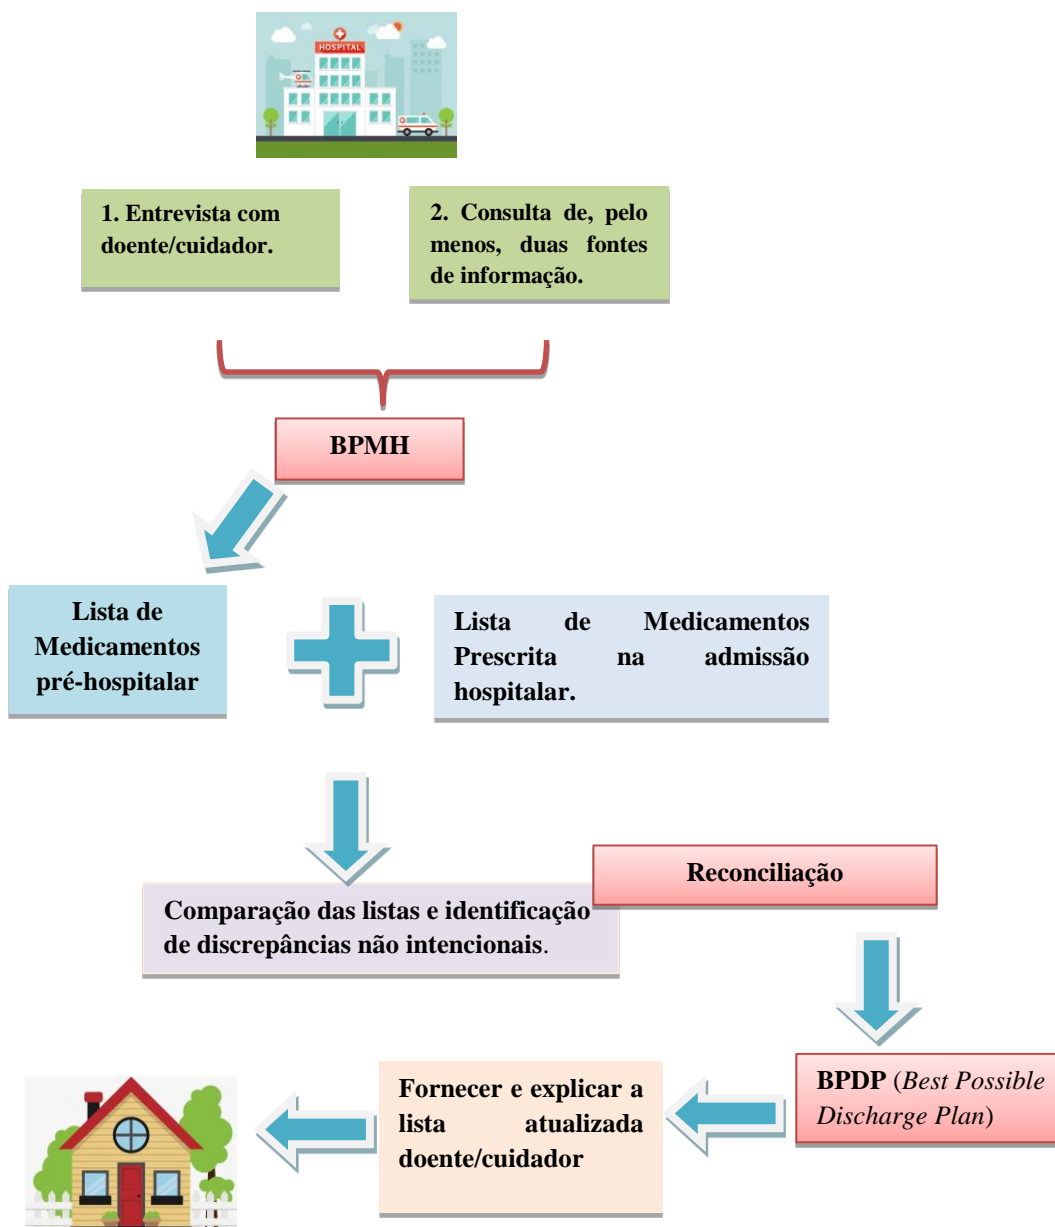 HOSPITAL
1. Entrevista com
doente/cuidador.
2. Consulta de, pelo
menos, duas fontes
de informação.
BPMH
Lista de
Medicamentos
pré-hospitalar
Lista de Medicamentos
Prescrita na admissão
hospitalar.
Reconciliação
Comparação das listas e identificação
de discrepâncias não intencionais.
BPDP (Best Possible
Discharge Plan)
Fornecer e explicar a
lista atualizada
doente/cuidador